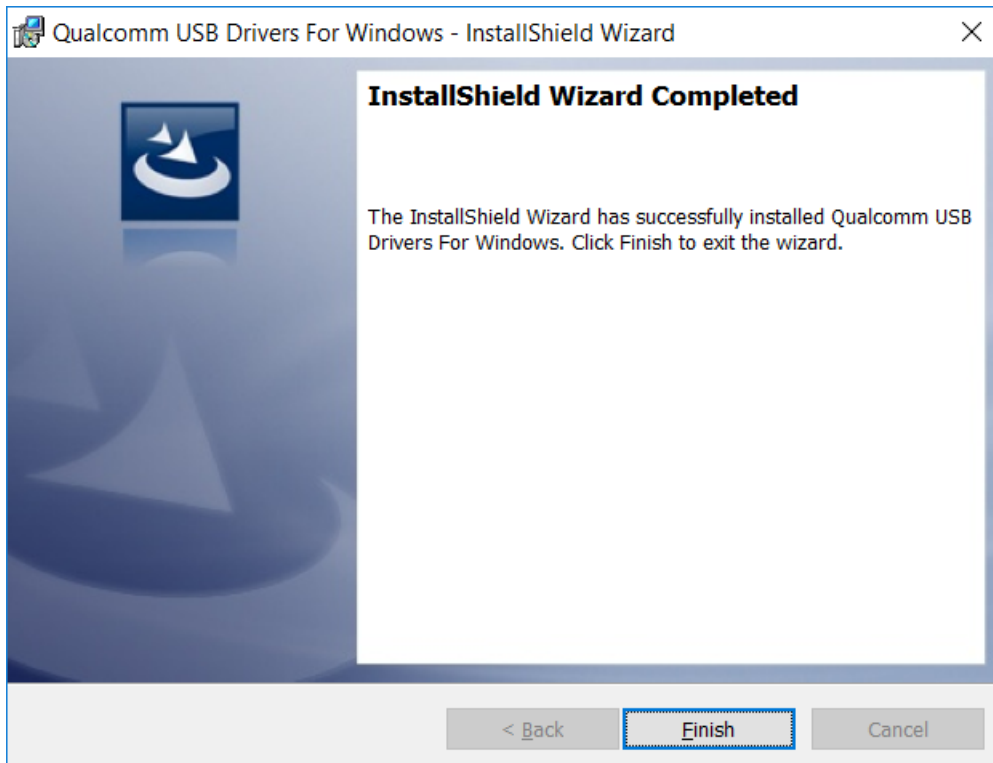 Qualcomm USB Drivers For Windows - InstallShield Wizard
InstallShield Wizard Completed
The InstallShield Wizard has successfully installed Qualcomm USB
Drivers For Windows. Click Finish to exit the wizard.
< Back
Finish
Cancel